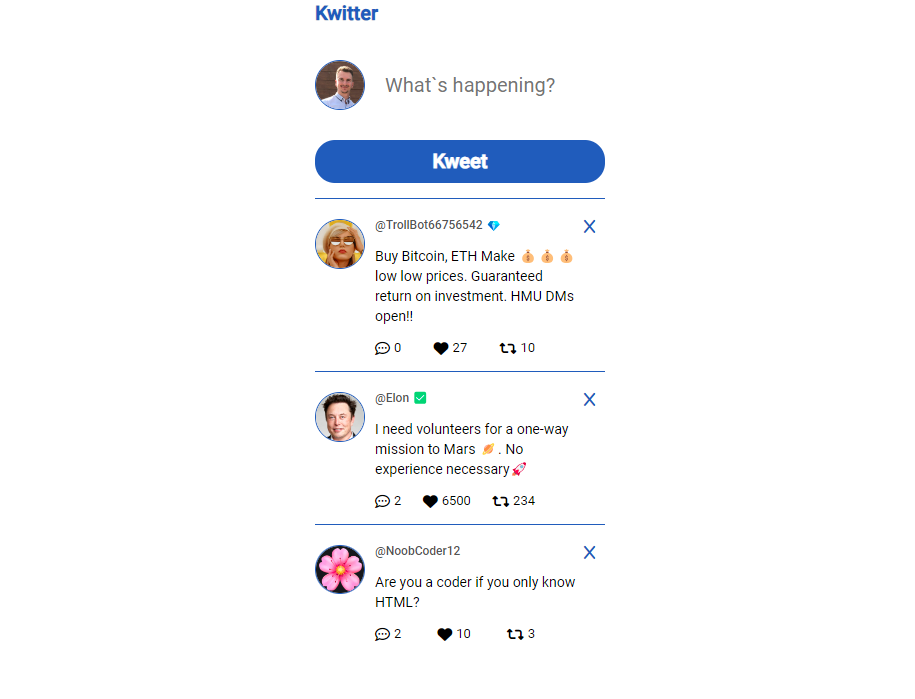 Kwitter
What`s happening?
Kweet
@TrollBot66756542 💎 X
Buy Bitcoin, ETH Make 💰 💰 💰
low low prices. Guaranteed
return on investment. HMU DMs
open!!
0 27 10
@Elon ✅ X
I need volunteers for a one-way
mission to Mars 🪐 . No
experience necessary🚀
2 6500 234
@NoobCoder12 X
Are you a coder if you only know
HTML?
2 10 3